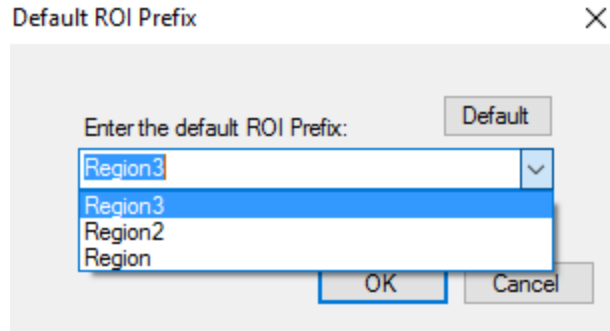 Default ROI Prefix
Default
Enter the default ROI Prefix:
Region3
Region3
Region2
Region
OK
Cancel